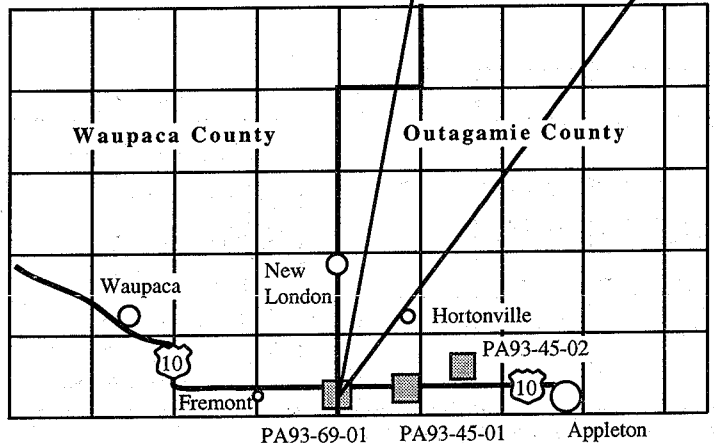 Waupaca County
Outagamie County
New
London
Waupaca
Hortonville
10
PA93-45-02
10
Fremont
PA93-69-01
PA93-45-01
Appleton